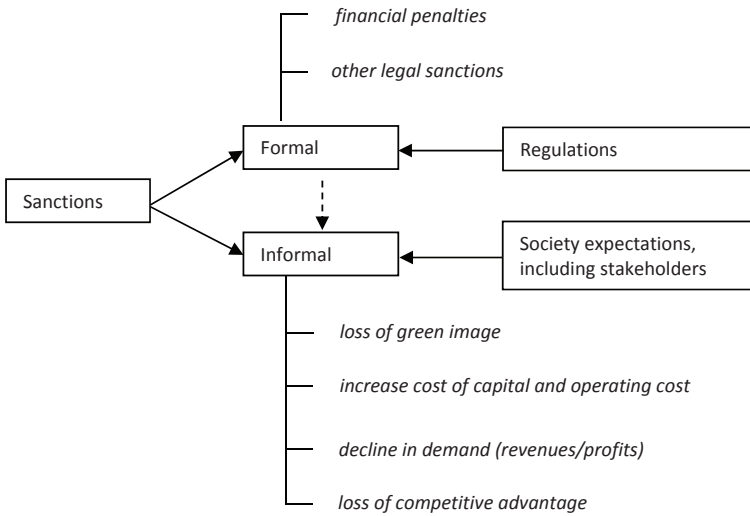 financial penalties
other legal sanctions
Formal
Regulations
Sanctions
Informal
Society expectations,
including stakeholders
loss of green image
increase cost of capital and operating cost
decline in demand (revenues/profits)
loss of competitive advantage